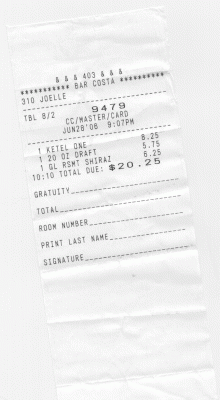 & & & 403 & & &
*********** BAR COSTA **********
310 JOELLE
TBL 8/2 9479
CC/MASTER/CARD
JUN28'06 9:07PM
1 KETEL ONE 8.25
1 20 OZ DRAFT 5.75
1 GL RSMT SHIRAZ 6.25
10:10 TOTAL DUE: $20.25
GRATUITY
TOTAL
ROOM NUMBER
PRINT LAST NAME
SIGNATURE